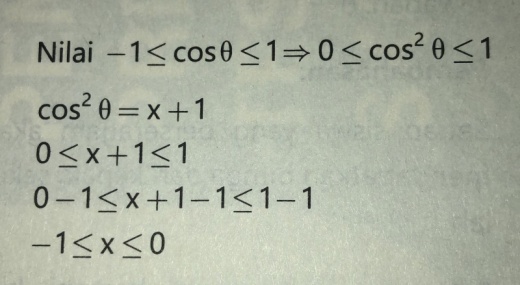 Nilai −1≤cosθ≤1⇒0≤cos² θ≤1
cos² θ=x+1
0≤x+1≤1
0−1≤x+1−1≤1−1
−1≤x≤0